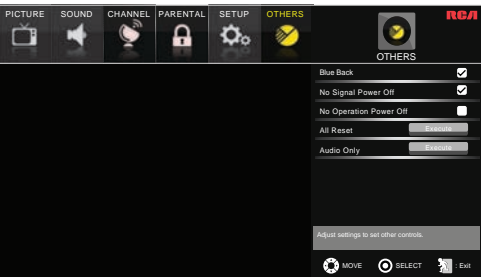 PICTURE SOUND CHANNEL PARENTAL SETUP OTHERS
RCA
OTHERS
Blue Back
No Signal Power Off
No Operation Power Off
All Reset Execute
Audio Only Execute
Adjust settings to set other controls.
MOVE SELECT : Exit